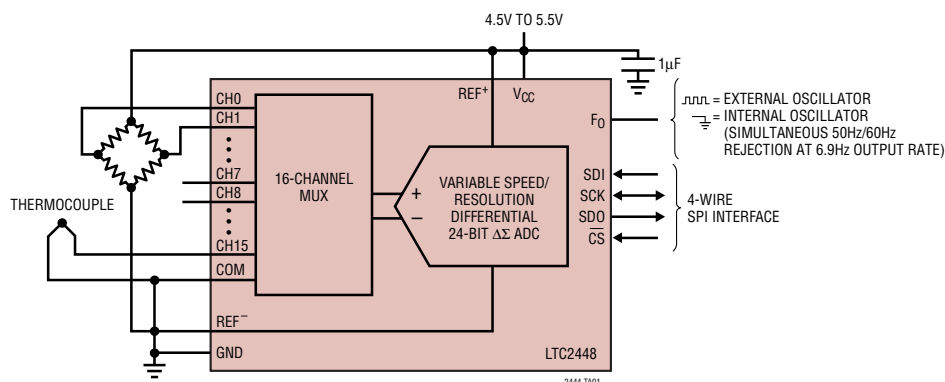 4.5V TO 5.5V
1µF
REF+
VCC
CH0
CH1
CH7
CH8
CH15
COM
REF–
GND
THERMOCOUPLE
16-CHANNEL
MUX
+
–
VARIABLE SPEED/
RESOLUTION
DIFFERENTIAL
24-BIT ΔΣ ADC
FO
= EXTERNAL OSCILLATOR
= INTERNAL OSCILLATOR
(SIMULTANEOUS 50Hz/60Hz
REJECTION AT 6.9Hz OUTPUT RATE)
SDI
SCK
SDO
CS
4-WIRE
SPI INTERFACE
LTC2448
2444 TA01